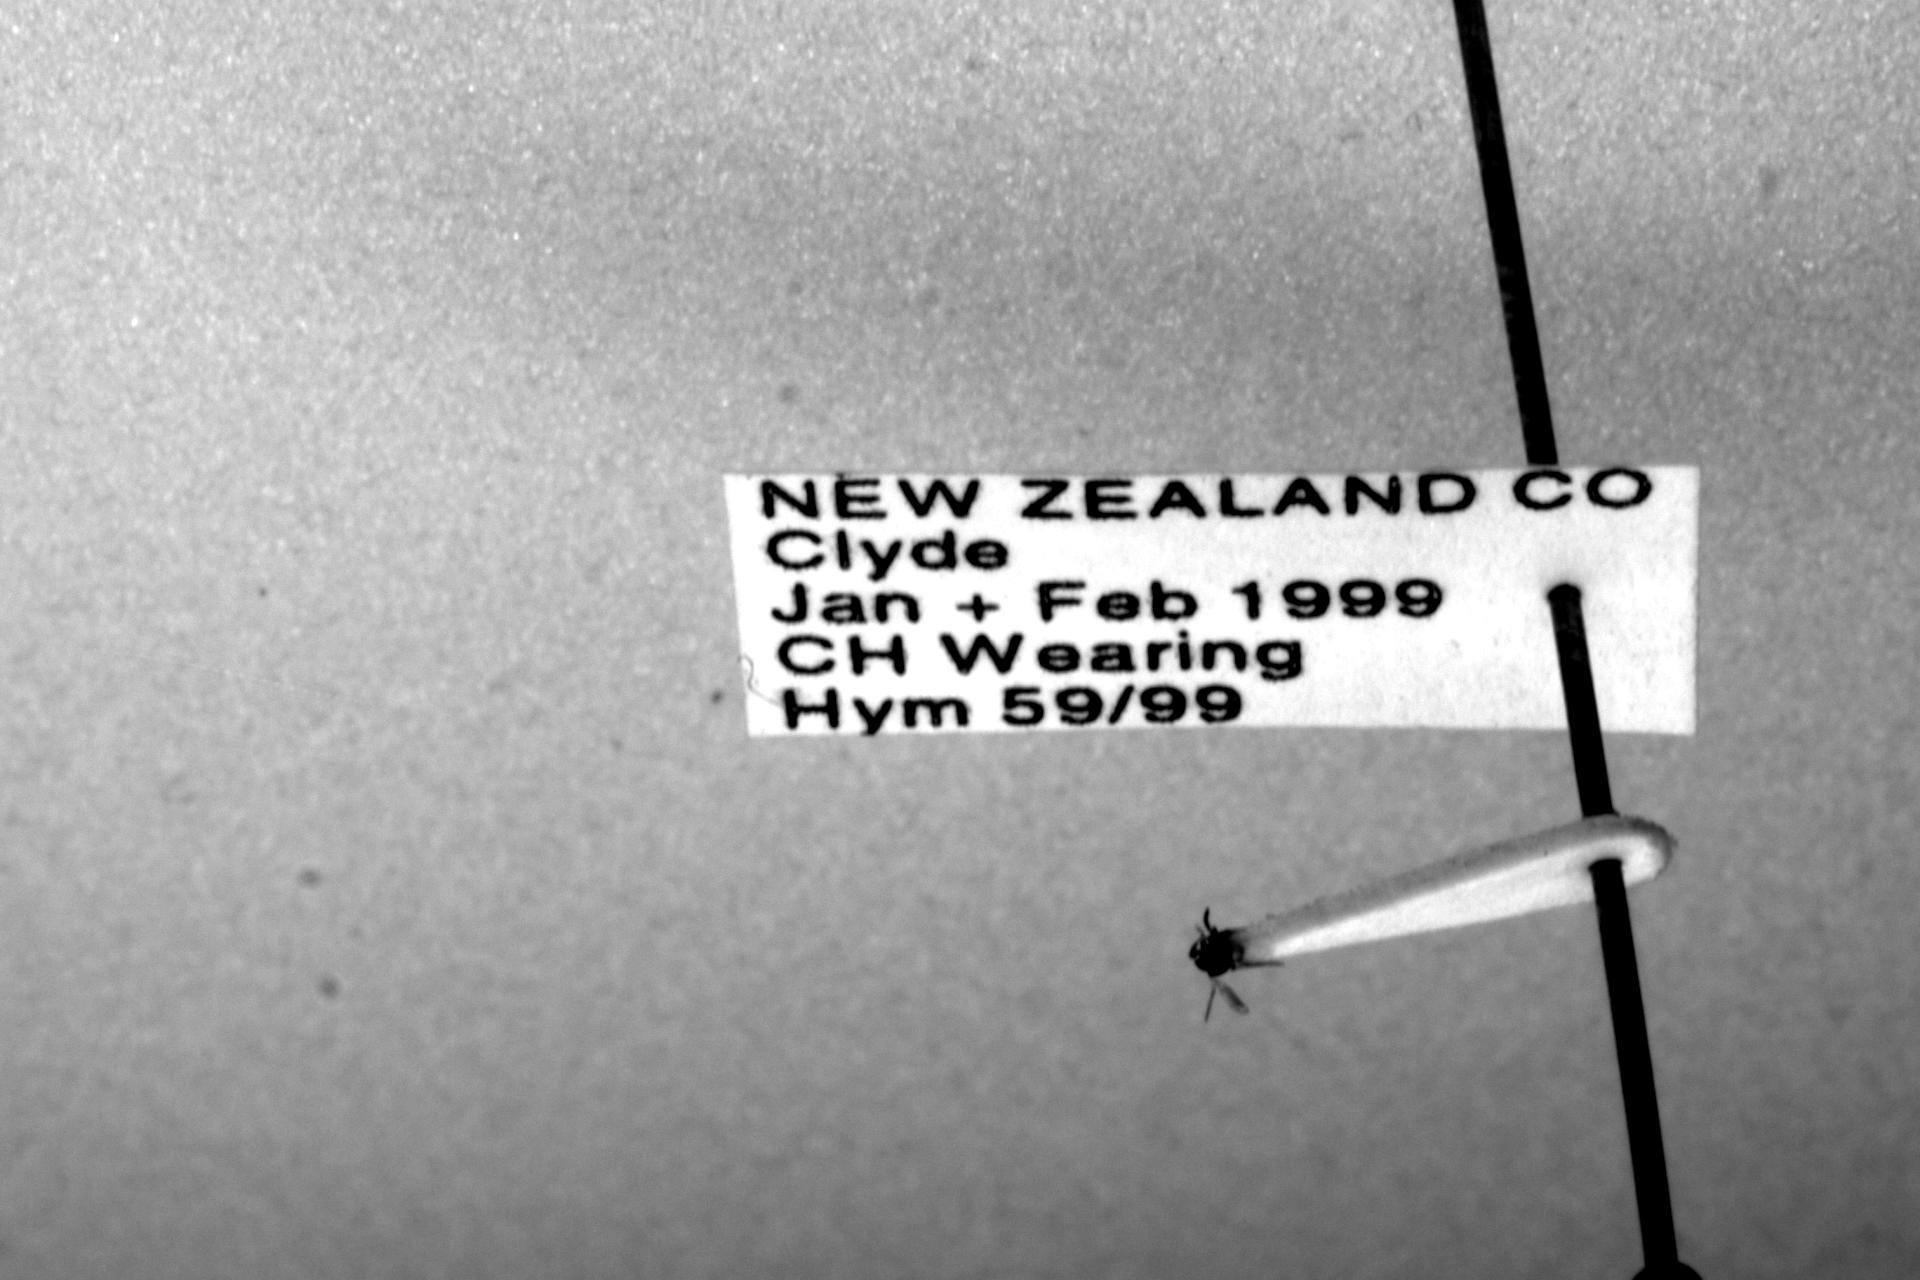 NEW ZEALAND CO
Clyde
Jan + Feb 1999
CH Wearing
Hym 59/99